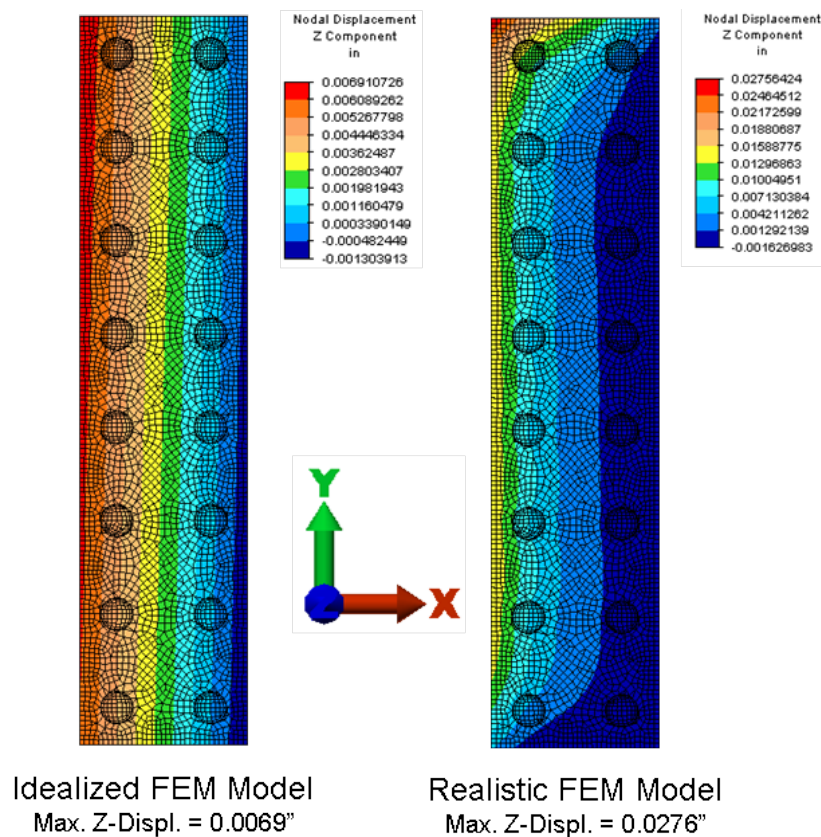 Nodal Displacement
Z Component
in
0.006910726
0.006089262
0.005267798
0.004446334
0.00362487
0.002803407
0.001981943
0.001160479
0.0003390149
-0.000482449
-0.001303913
Nodal Displacement
Z Component
in
0.02756424
0.02464512
0.02172599
0.01880687
0.01588775
0.01296863
0.01004951
0.007130384
0.004211262
0.001292139
-0.001626983
Y
Z
X
Idealized FEM Model
Max. Z-Displ. = 0.0069”
Realistic FEM Model
Max. Z-Displ. = 0.0276”